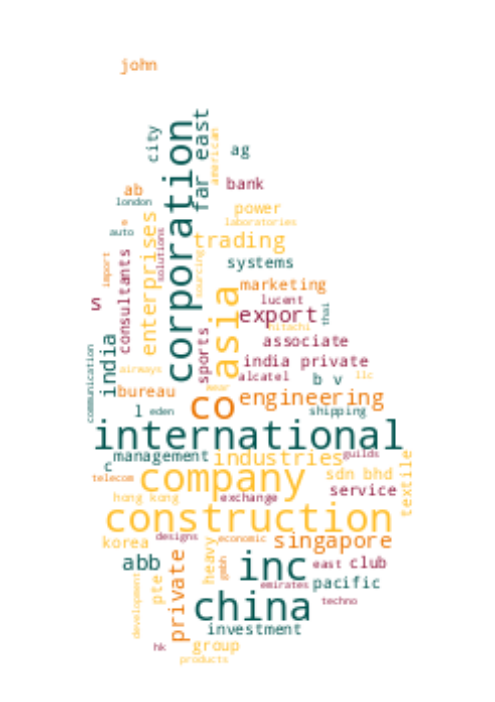 john
city
corporation
far east
american
ag
ab
bank
london
power
a
laboratories
auto
enterprises
solutions
trading
import
consultants
sourcing
systems
asia
marketing
s
lucent
export
thai
hitachi
india
sports
associate
communication
india private
airways
alcatel
b v
llc
bureau
wear
co
engineering
l
eden
shipping
international
management
industries
guilds
c
textile
telecom
company
sdn bhd
service
hong kong
exchange
construction
korea
designs
economic
singapore
abb
heavy
gmbh
inc
east
club
development
pte
private
emirates
pacific
china
techno
investment
hk
group
products